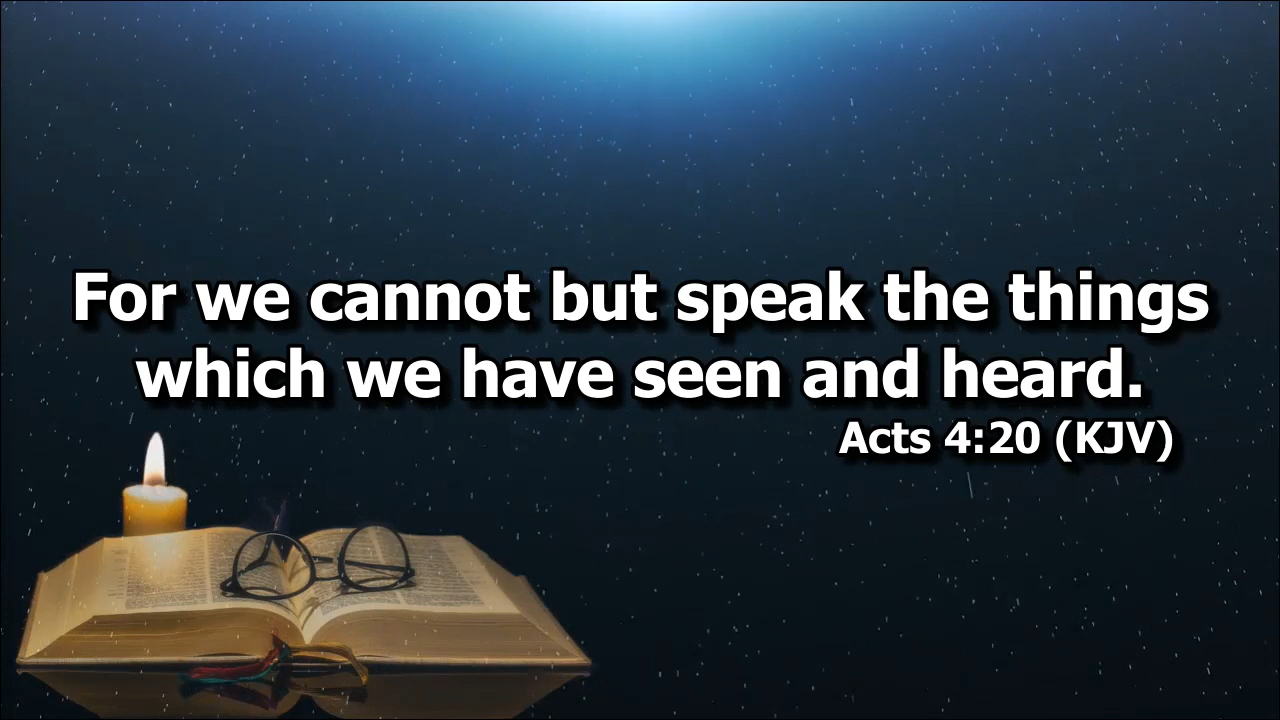 For we cannot but speak the things
which we have seen and heard.
Acts 4:20 (KJV)